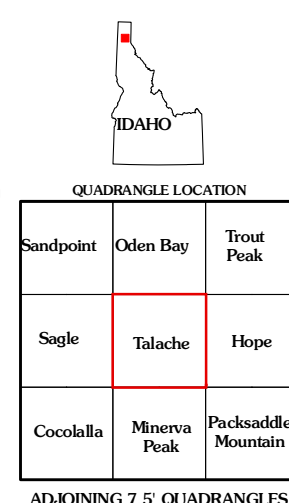 IDAHO
QUADRANGLE LOCATION
Sandpoint Oden Bay Trout Peak
Sagle Talache Hope
Cocolalla Minerva Peak Packsaddle Mountain
ADJOINING 7.5' QUADRANGLES